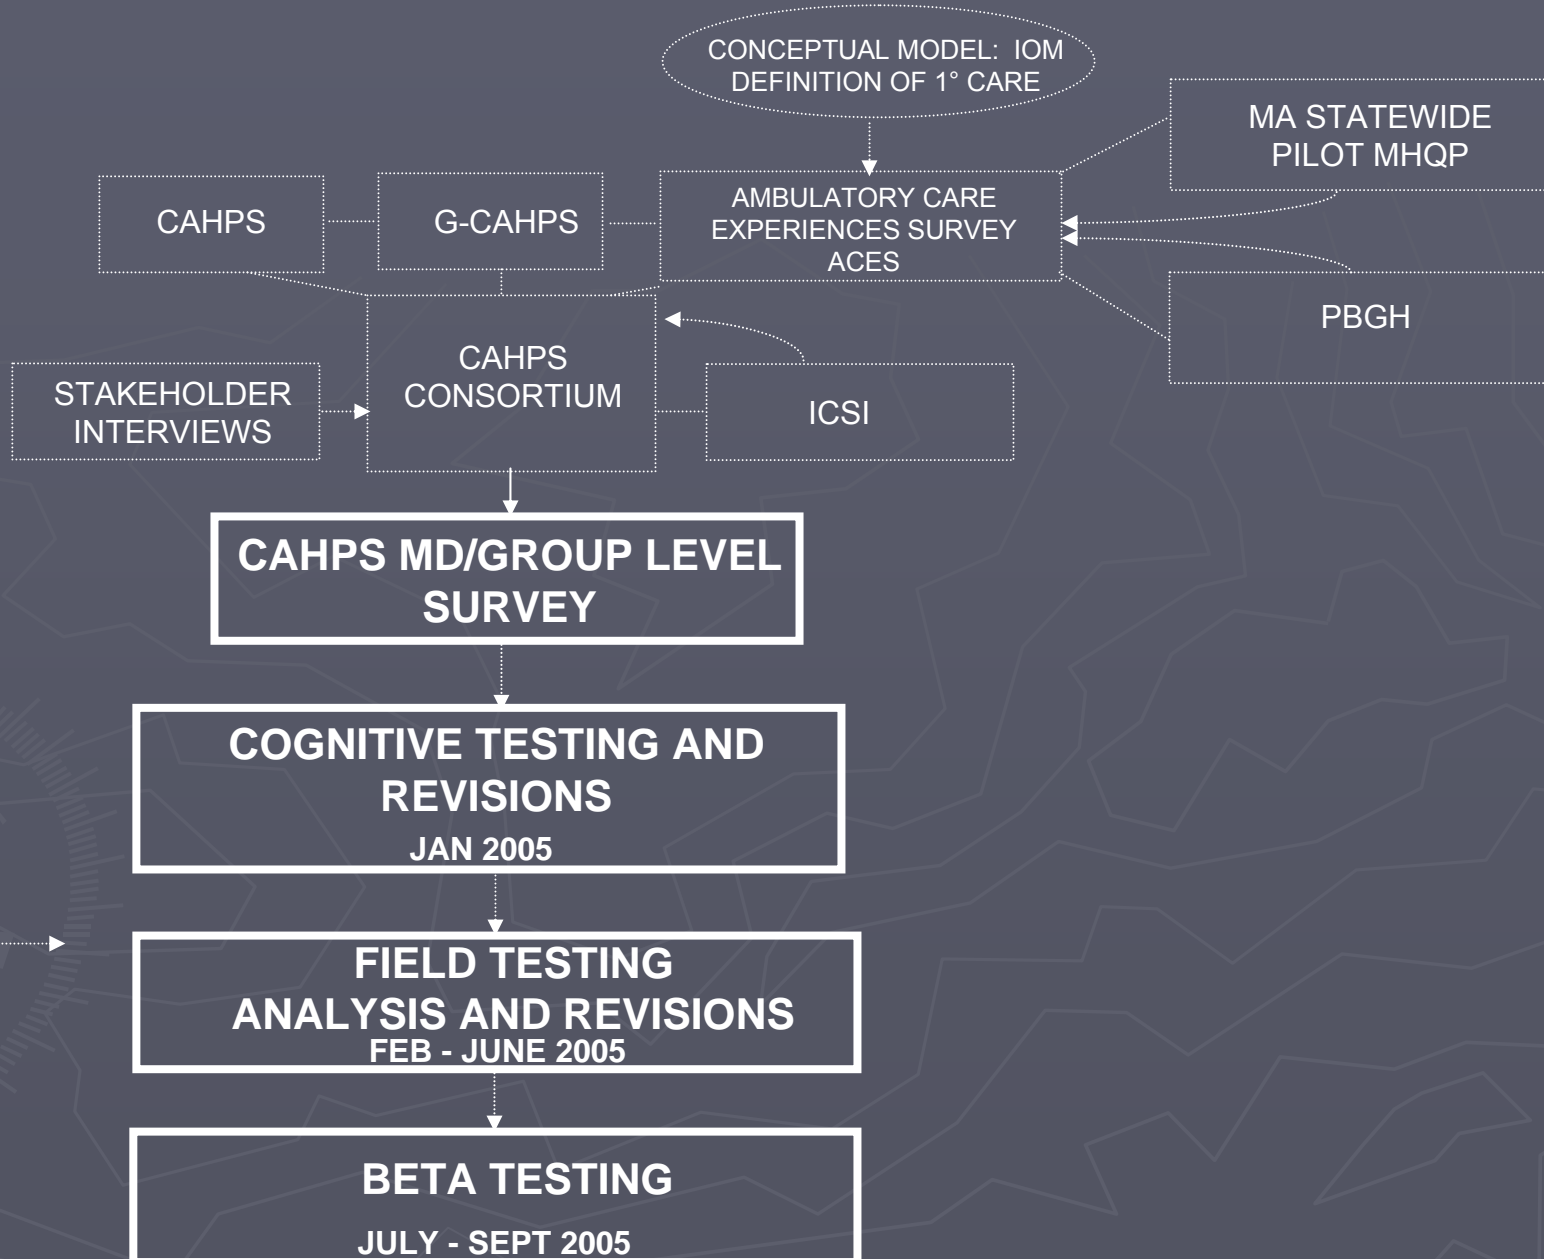 CONCEPTUAL MODEL: IOM
DEFINITION OF 1° CARE
MA STATEWIDE
PILOT MHQP
CAHPS
G-CAHPS
AMBULATORY CARE
EXPERIENCES SURVEY
ACES
PBGH
CAHPS
CONSORTIUM
STAKEHOLDER
INTERVIEWS
ICSI
CAHPS MD/GROUP LEVEL
SURVEY
COGNITIVE TESTING AND
REVISIONS
JAN 2005
FIELD TESTING
ANALYSIS AND REVISIONS
FEB - JUNE 2005
BETA TESTING
JULY - SEPT 2005